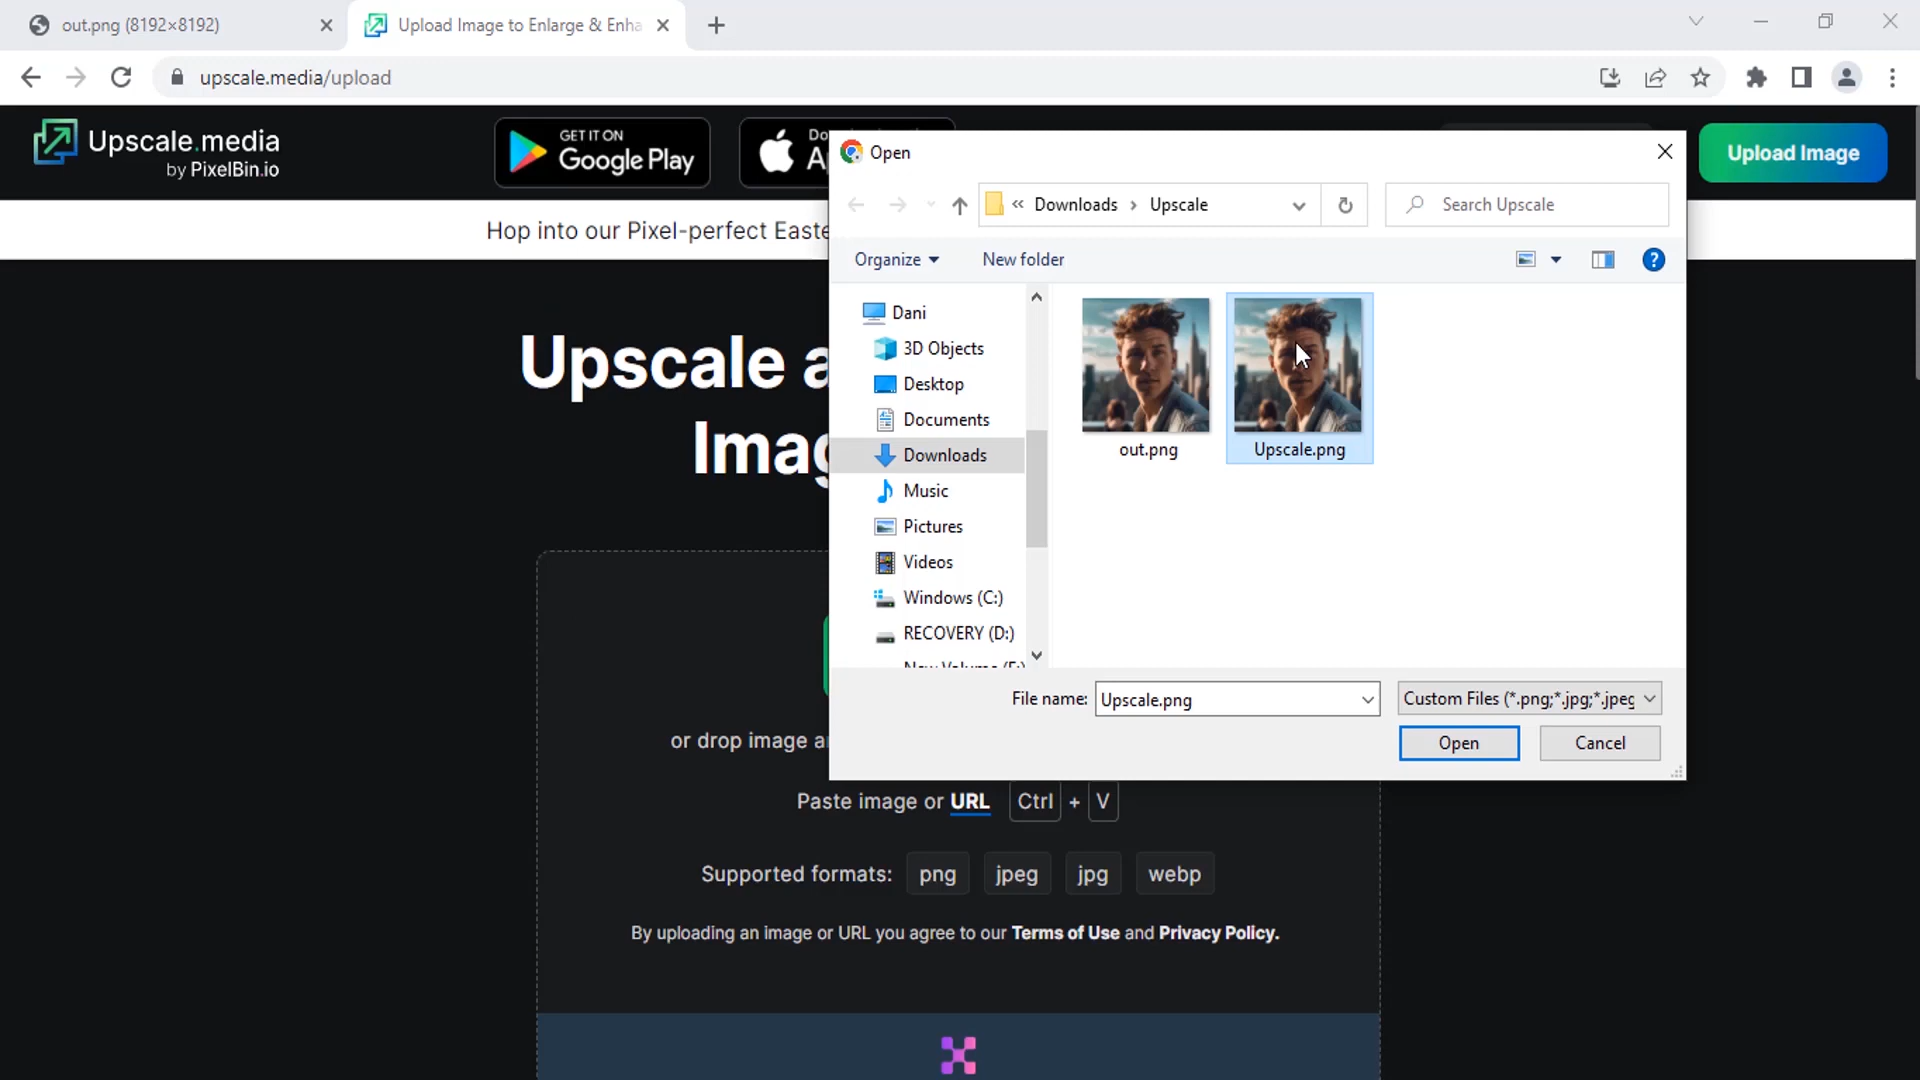 out.png (8192×8192)
Upload Image to Enlarge & Enha
upscale.media/upload
Upscale.media
by PixelBin.io
GET IT ON
Google Play
Open
Upload Image
Downloads
Upscale
Search Upscale
Hop into our Pixel-perfect Easte
Organize
New folder
Dani
3D Objects
Desktop
Documents
Downloads
Music
Pictures
Videos
Windows (C:)
RECOVERY (D:)
out.png
Upscale.png
File name:
Upscale.png
Custom Files (*.png;*.jpg;*.jpeg
Open
Cancel
Upscale a
Imag
or drop image a
Paste image or URL
Ctrl + V
Supported formats: png jpeg jpg webp
By uploading an image or URL you agree to our Terms of Use and Privacy Policy.